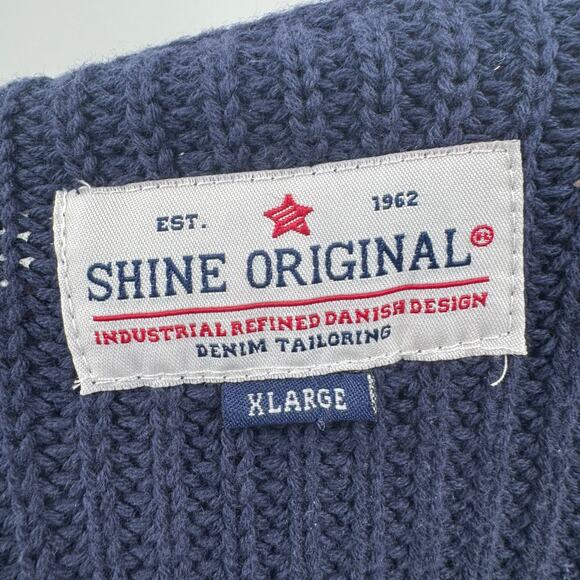 EST. 1962
SHINE ORIGINAL®
INDUSTRIAL REFINED DANISH DESIGN
DENIM TAILORING
XLARGE